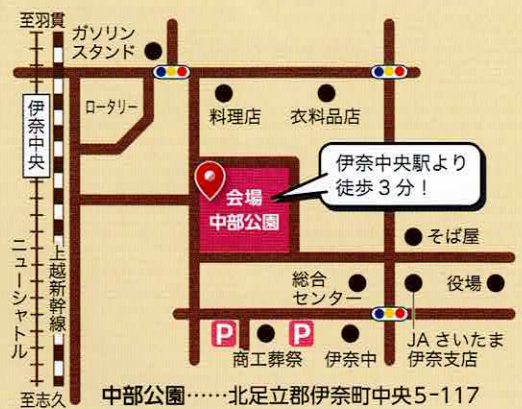 至羽貫
ガソリン
スタンド
ロータリー
伊奈中央
料理店
衣料品店
伊奈中央駅より
徒歩3分！
会場
中部公園
そば屋
ニューシャトル
上越新幹線
総合
センター
役場
P
P
商工葬祭
伊奈中
JAさいたま
伊奈支店
至志久
中部公園……北足立郡伊奈町中央5-117